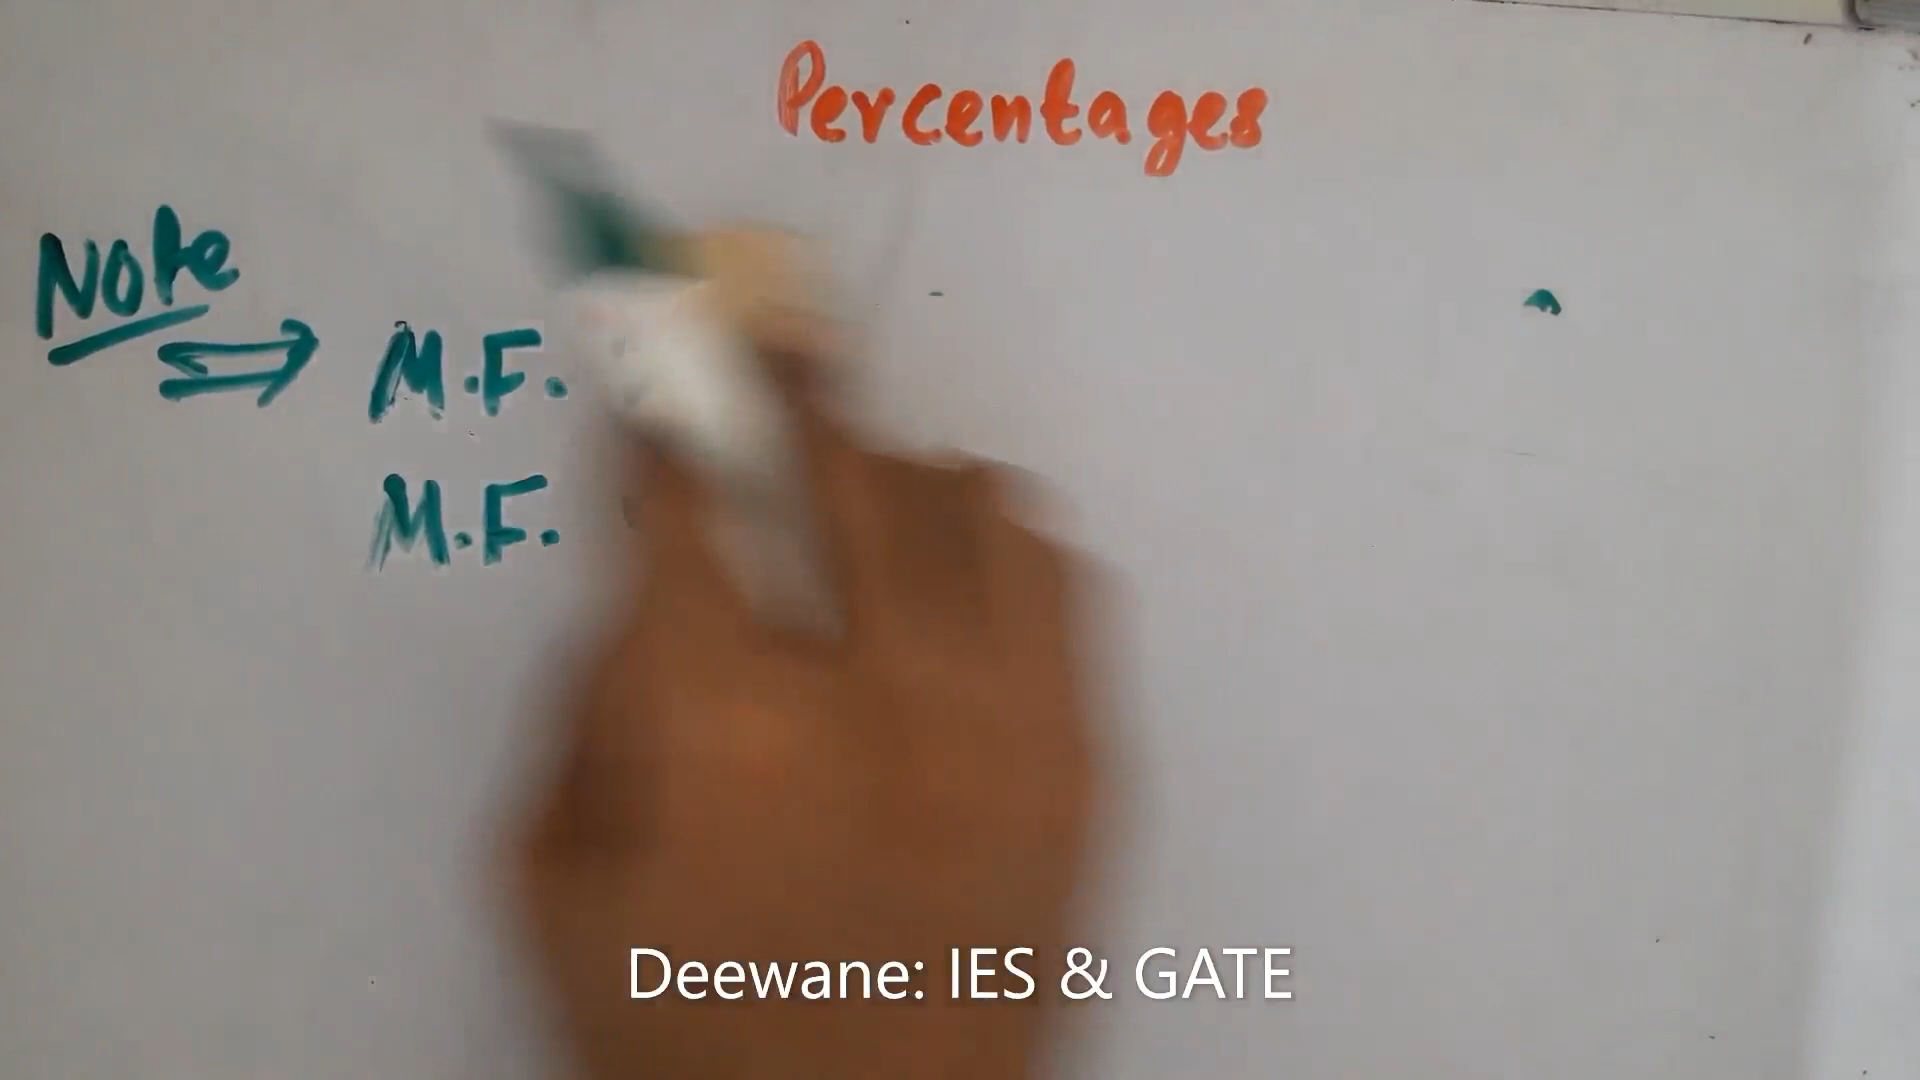 Percentages
Note
M.F.
M.F.
Deewane: IES & GATE